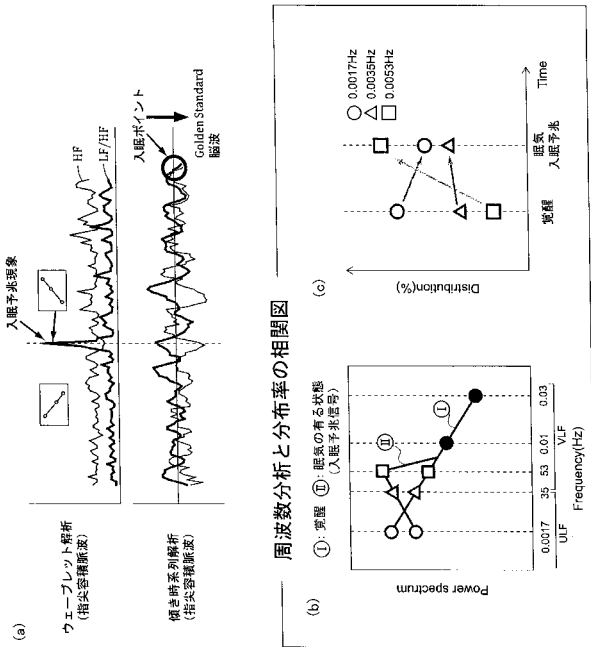 (a)
ウェーブレット解析
(指尖容積脈波)
入眠予兆現象
HF
LF/HF
傾き時系列解析
(指尖容積脈波)
入眠ポイント
Golden Standard
脳波
周波数分析と分布率の相関図
(b)
Ⓘ: 覚醒 Ⅱ: 眠気の有る状態
(入眠予兆信号)
Power spectrum
Ⅱ
Ⓘ
0.0017
35
53
0.01
0.03
ULF
VLF
Frequency(Hz)
(c)
Distribution(%)
0.0017Hz
0.0035Hz
0.0053Hz
覚醒
眠気
入眠予兆
Time